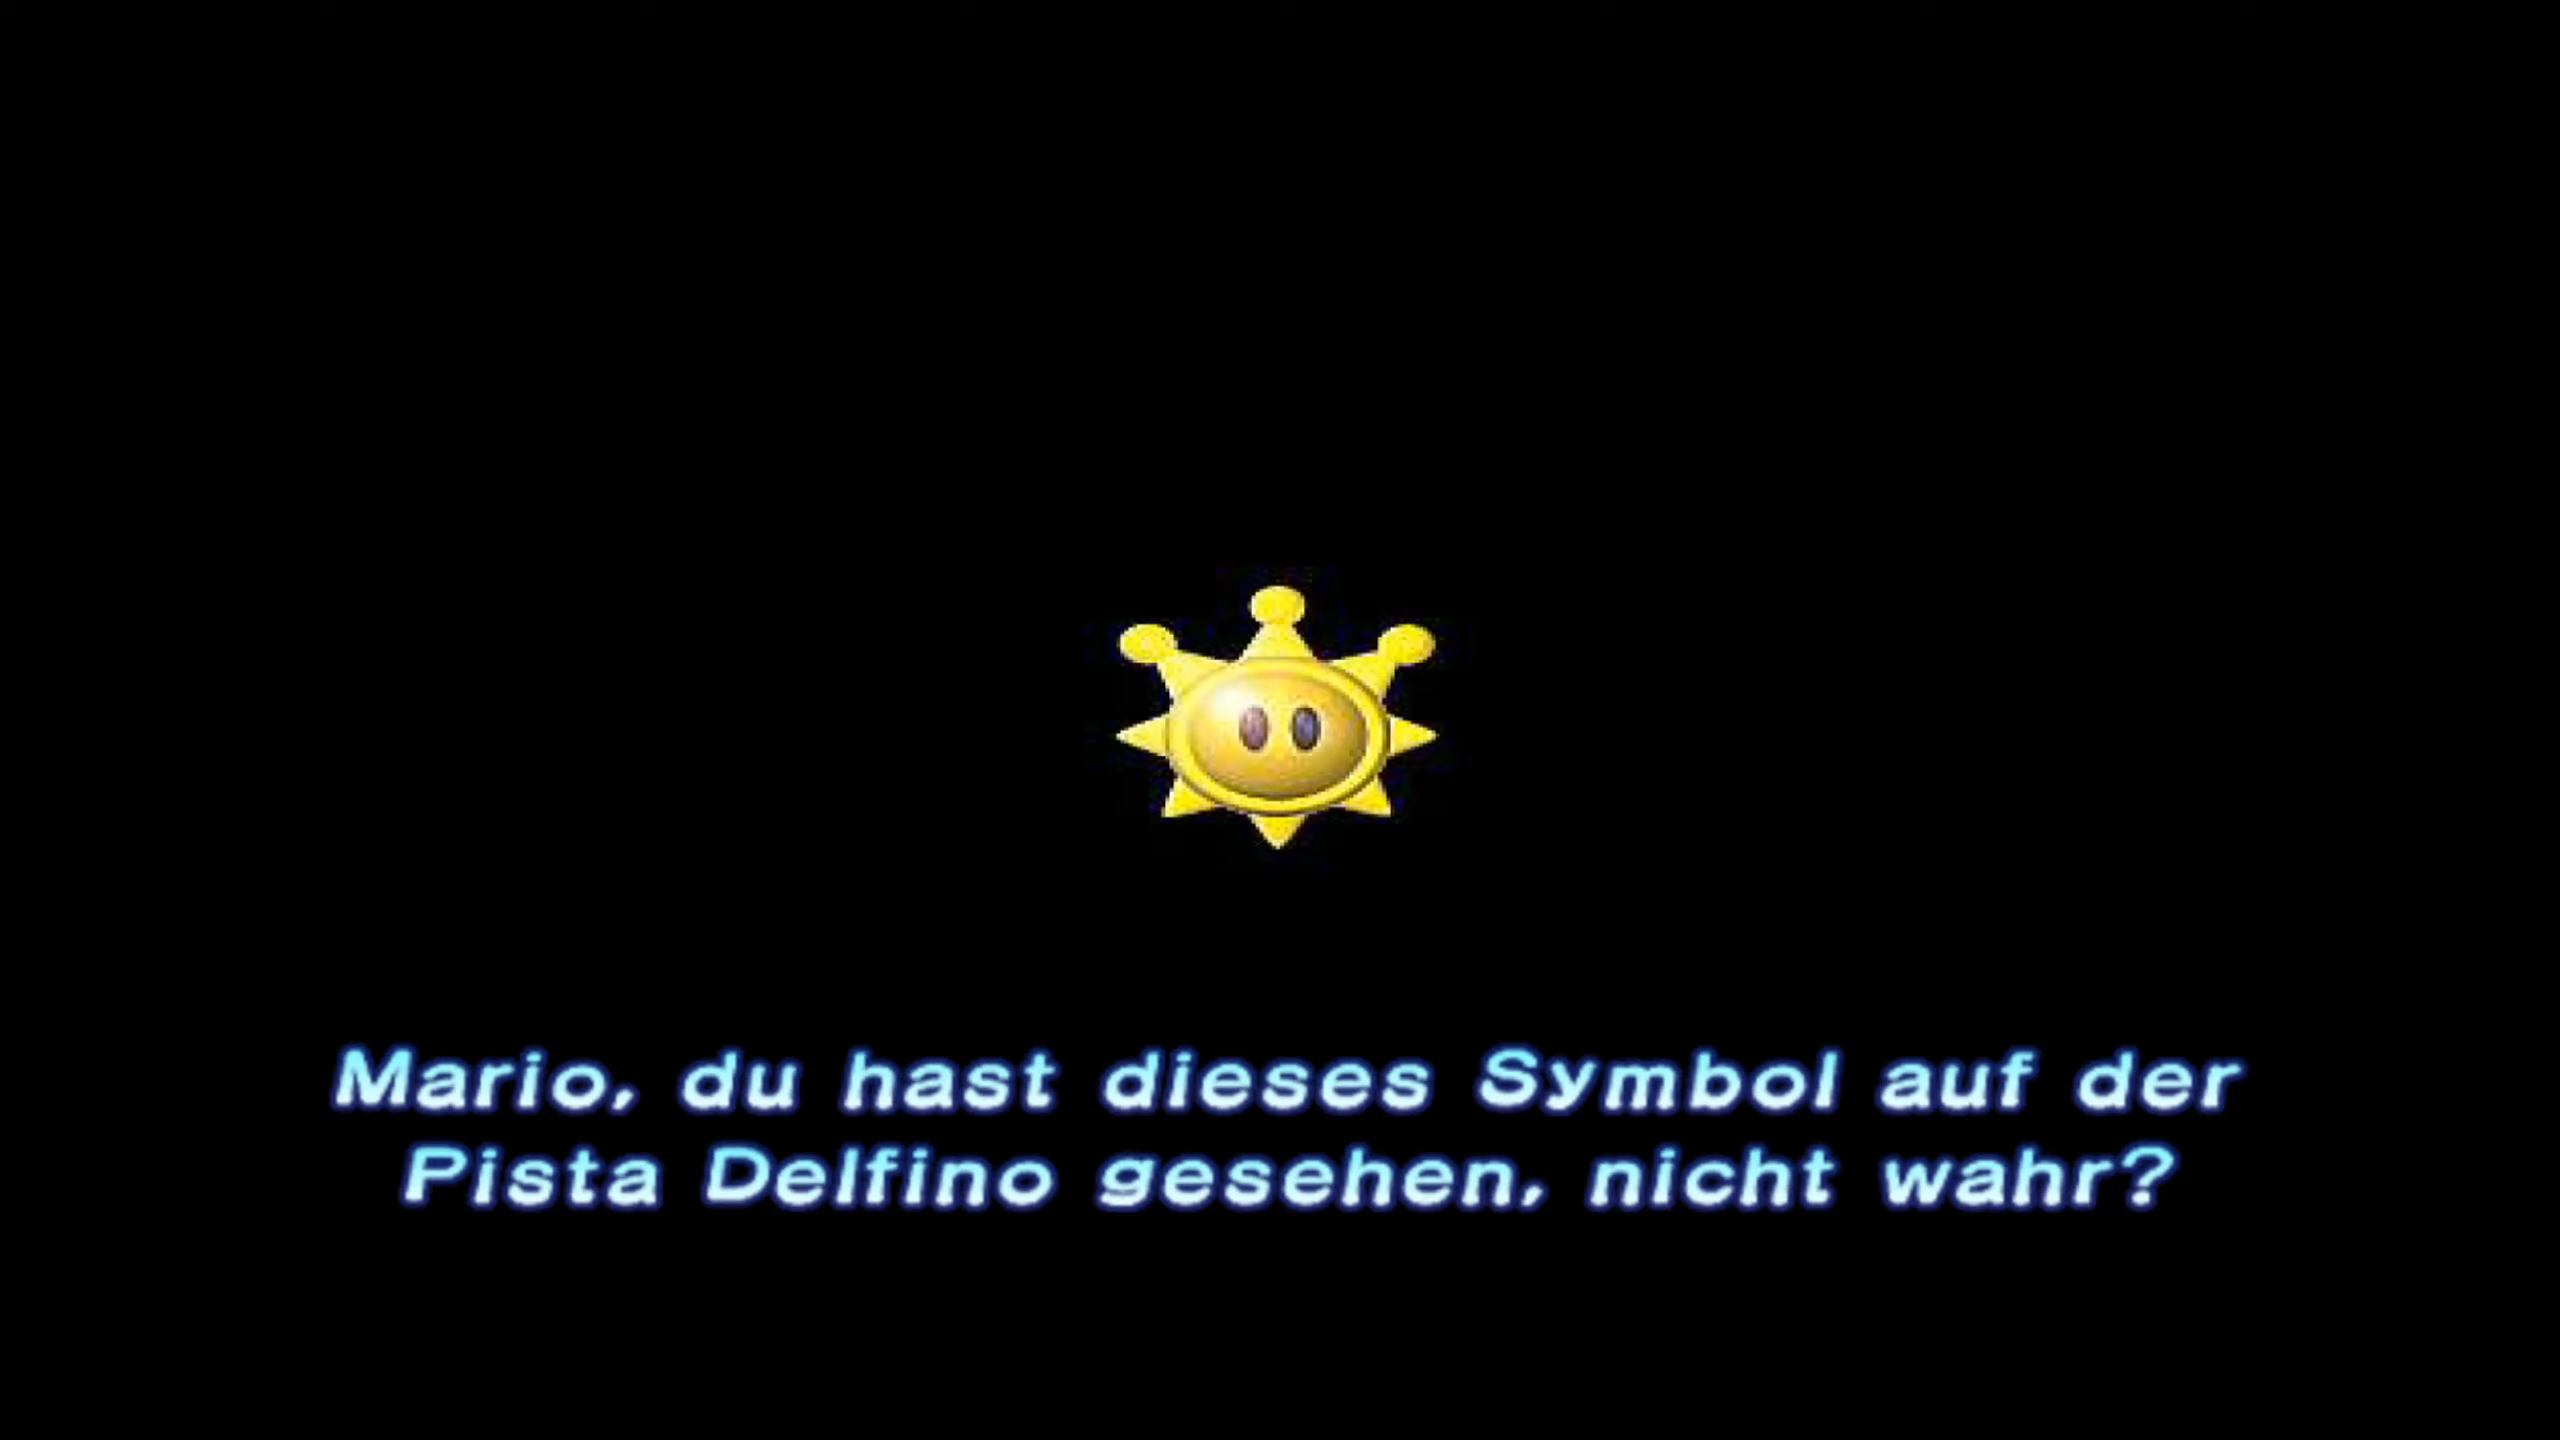 Mario, du hast dieses Symbol auf der
Pista Delfino gesehen, nicht wahr?